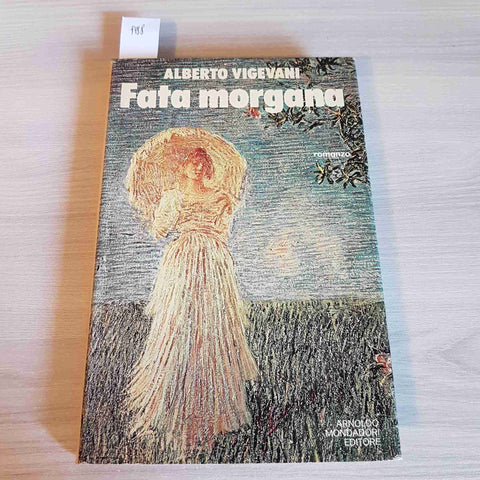 ALBERTO VIGEVANI
Fata morgana
romanzo
ARNOLDO
MONDADORI
EDITORE